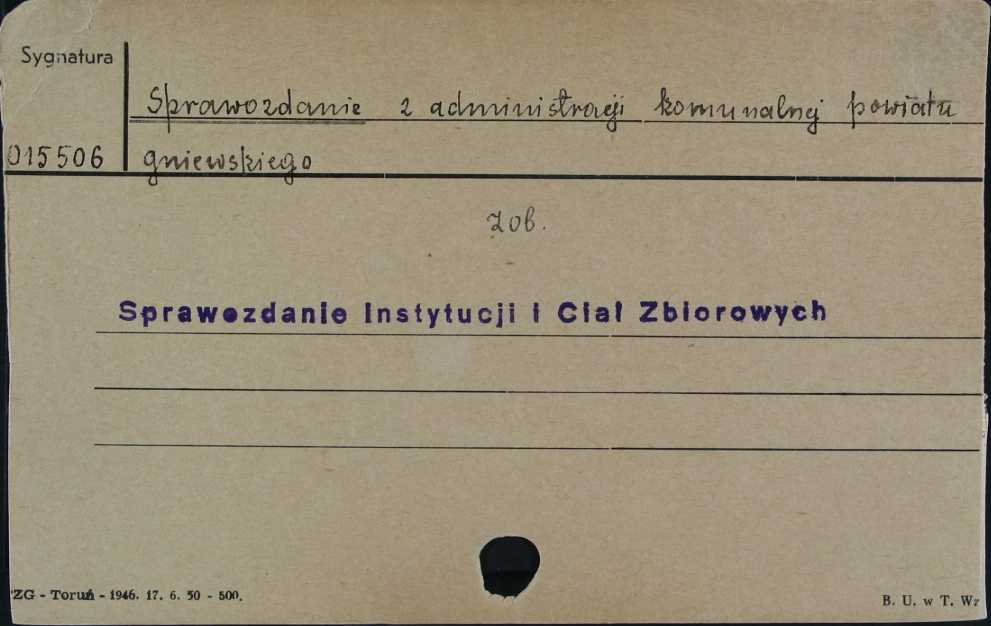 Sygnatura
Sprawozdanie z administracji komunalnej powiatu
015506 gniewskiego
zob.
Sprawozdanie Instytucji i Ciał Zbiorowych
ZG - Toruń - 1946. 17. 6. 50 - 500.
B. U. w T. Wz